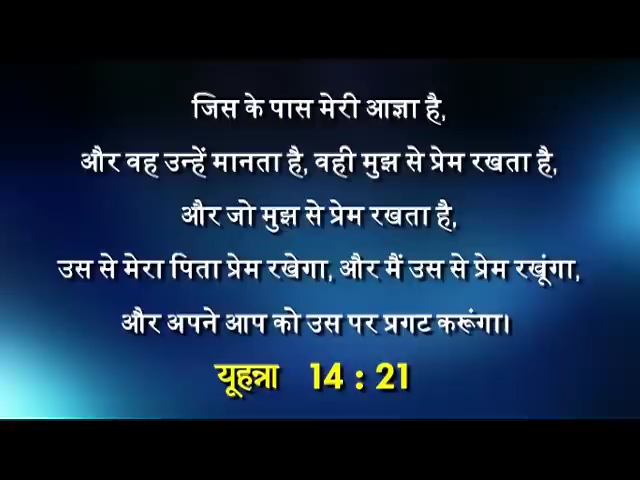 जिस के पास मेरी आज्ञा है,
और वह उन्हें मानता है, वही मुझ से प्रेम रखता है,
और जो मुझ से प्रेम रखता है,
उस से मेरा पिता प्रेम रखेगा, और मैं उस से प्रेम रखूंगा,
और अपने आप को उस पर प्रगट करूंगा।
यूहन्ना 14 : 21